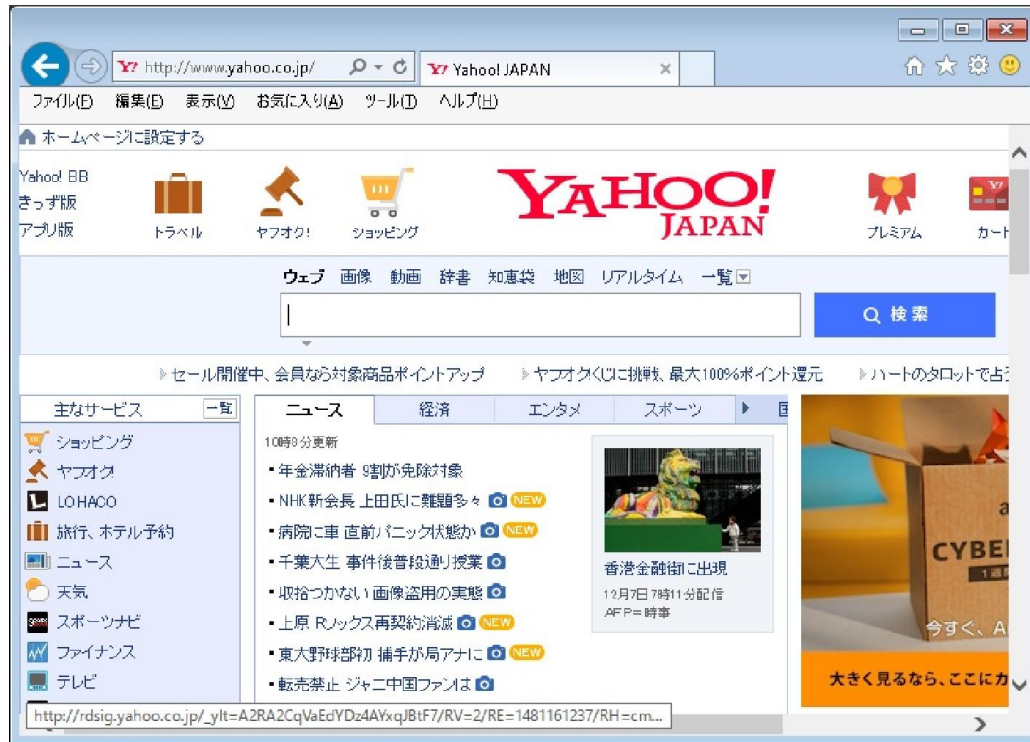 http://www.yahoo.co.jp/
Yahoo! JAPAN
ファイル(F) 編集(E) 表示(V) お気に入り(A) ツール(T) ヘルプ(H)
ホームページに設定する
Yahoo! BB
きっず版
アプリ版
トラベル
ヤフオク!
ショッピング
YAHOO!
JAPAN
プレミアム
カード
ウェブ 画像 動画 辞書 知恵袋 地図 リアルタイム 一覧
検索
セール開催中、会員なら対象商品ポイントアップ
ヤフオクくじに挑戦、最大100%ポイント還元
ハートのタロットで占
主なサービス 一覧
ショッピング
ヤフオク!
LOHACO
旅行、ホテル予約
ニュース
天気
スポーツナビ
ファイナンス
テレビ
ニュース 経済 エンタメ スポーツ
10時8分更新
年金滞納者 9割が免除対象
NHK新会長 上田氏に難題多々 NEW
病院に車 直前パニック状態か NEW
千葉大生 事件後普段通り授業
収拾つかない 画像盗用の実態
上原 Rソックス再契約消滅 NEW
東大野球部初 捕手が局アナに NEW
転売禁止 ジャニ中国ファンは
香港金融街に出現
12月7日 7時11分配信
AFP=時事
CYBE
1週
今すぐ、A
大きく見るなら、ここにカ
http://rdsig.yahoo.co.jp/_ylt=A2RA2CqVaEdYDz4AYxqJBtF7/RV=2/RE=1481161237/RH=cm...